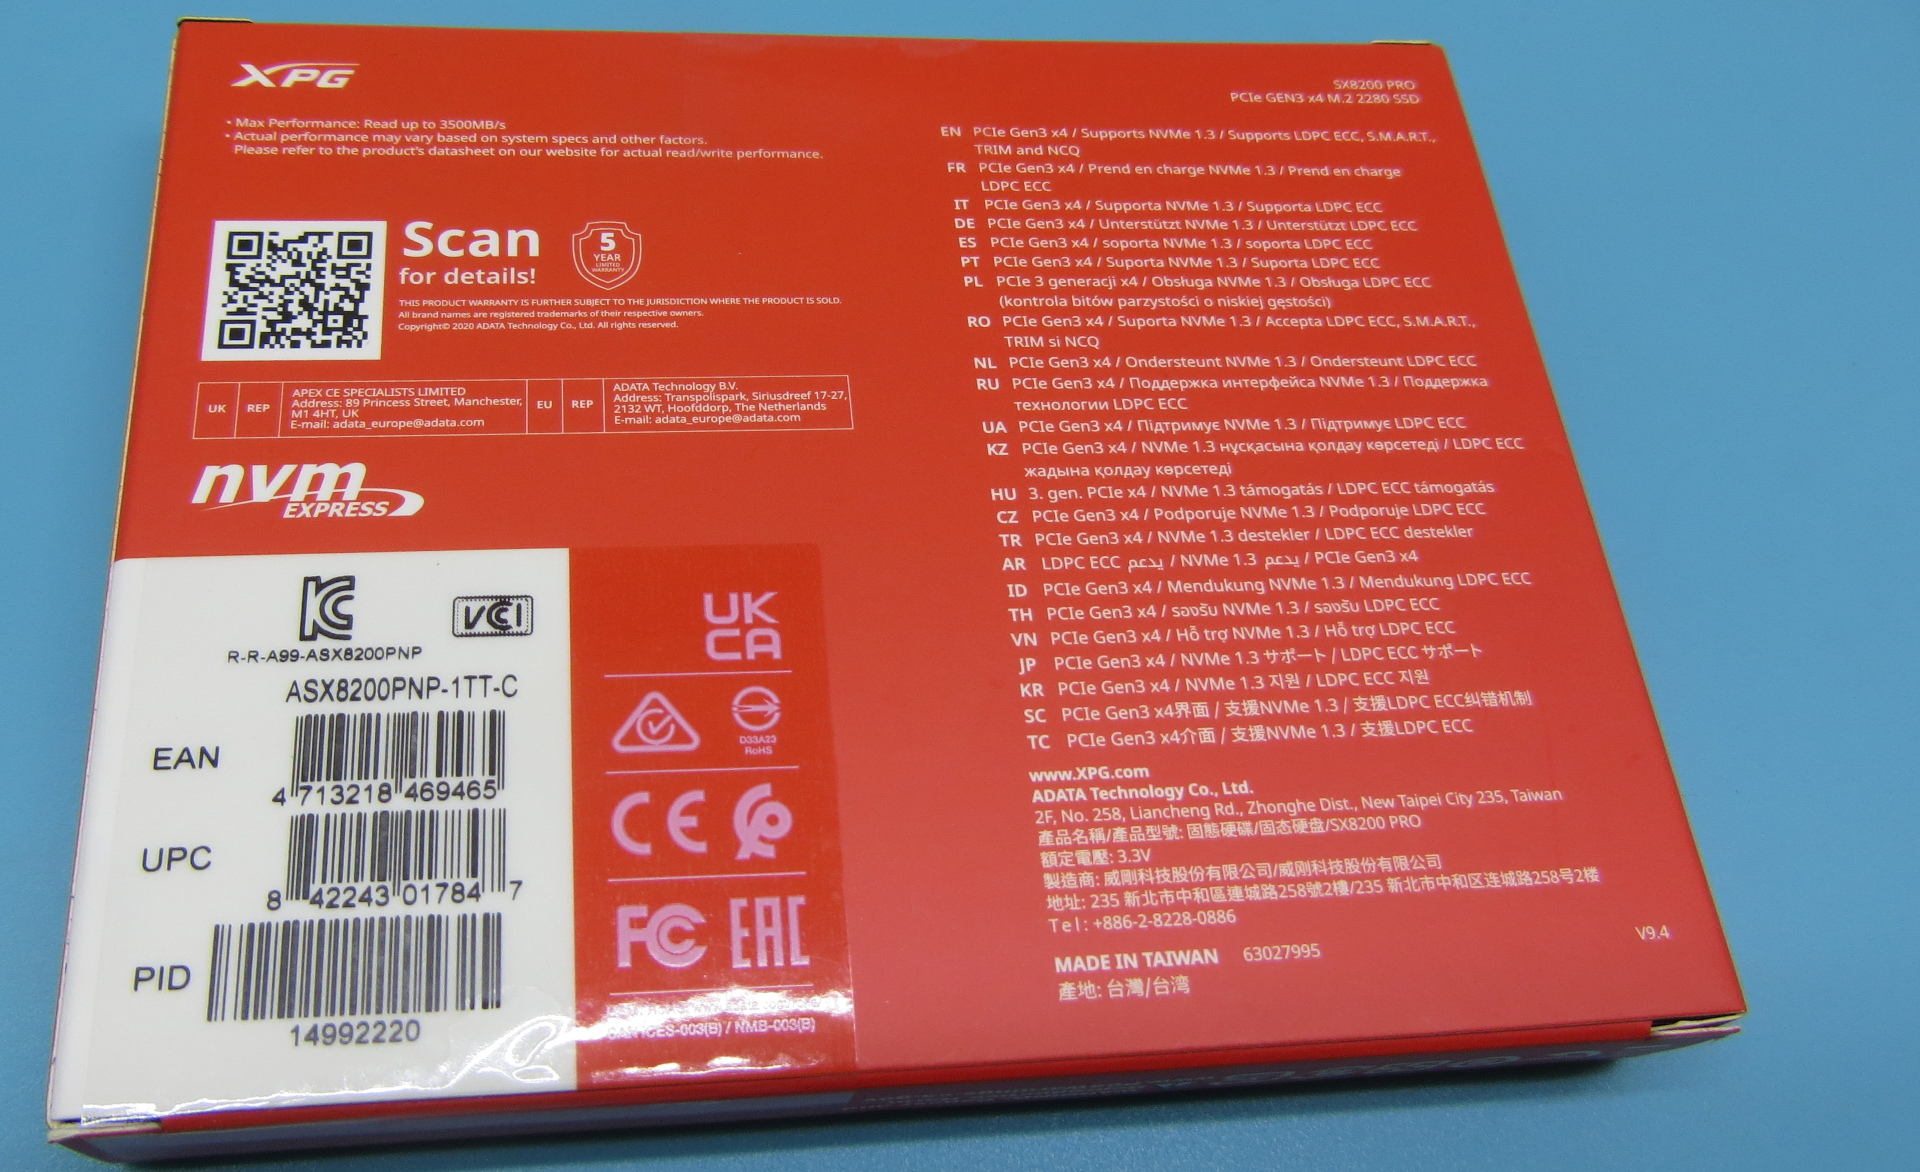 XPG
• Max Performance: Read up to 3500MB/s
• Actual performance may vary based on system specs and other factors.
Please refer to the product's datasheet on our website for actual read/write performance.
Scan
for details!
5
YEAR
LIMITED
WARRANTY
THIS PRODUCT WARRANTY IS FURTHER SUBJECT TO THE JURISDICTION WHERE THE PRODUCT IS SOLD.
All brand names are registered trademarks of their respective owners.
Copyright© 2020 ADATA Technology Co., Ltd. All rights reserved.
UK REP
APEX CE SPECIALISTS LIMITED
Address: 89 Princess Street, Manchester,
M1 4HT, UK
E-mail: adata_europe@adata.com
EU REP
ADATA Technology B.V.
Address: Transpolispark, Siriusdreef 17-27,
2132 WT, Hoofddorp, The Netherlands
E-mail: adata_europe@adata.com
nvm
EXPRESS
KC
VCCI
R-R-A99-ASX8200PNP
ASX8200PNP-1TT-C
EAN
4 713218 469465
UPC
8 42243 01784 7
PID
14992220
UK
CA
D33A23
RoHS
CE
FC EAC
CAN ICES-003(B) / NMB-003(B)
SX8200 PRO
PCIe GEN3 x4 M.2 2280 SSD
EN PCIe Gen3 x4 / Supports NVMe 1.3 / Supports LDPC ECC, S.M.A.R.T.,
TRIM and NCQ
FR PCIe Gen3 x4 / Prend en charge NVMe 1.3 / Prend en charge
LDPC ECC
IT PCIe Gen3 x4 / Supporta NVMe 1.3 / Supporta LDPC ECC
DE PCIe Gen3 x4 / Unterstützt NVMe 1.3 / Unterstützt LDPC ECC
ES PCIe Gen3 x4 / soporta NVMe 1.3 / soporta LDPC ECC
PT PCIe Gen3 x4 / Suporta NVMe 1.3 / Suporta LDPC ECC
PL PCIe 3 generacji x4 / Obsługa NVMe 1.3 / Obsługa LDPC ECC
(kontrola bitów parzystości o niskiej gęstości)
RO PCIe Gen3 x4 / Suporta NVMe 1.3 / Accepta LDPC ECC, S.M.A.R.T.,
TRIM si NCQ
NL PCIe Gen3 x4 / Ondersteunt NVMe 1.3 / Ondersteunt LDPC ECC
RU PCIe Gen3 x4 / Поддержка интерфейса NVMe 1.3 / Поддержка
технологии LDPC ECC
UA PCIe Gen3 x4 / Підтримує NVMe 1.3 / Підтримує LDPC ECC
KZ PCIe Gen3 x4 / NVMe 1.3 нұсқасына қолдау көрсетеді / LDPC ECC
жадына қолдау көрсетеді
HU 3. gen. PCIe x4 / NVMe 1.3 támogatás / LDPC ECC támogatás
CZ PCIe Gen3 x4 / Podporuje NVMe 1.3 / Podporuje LDPC ECC
TR PCIe Gen3 x4 / NVMe 1.3 destekler / LDPC ECC destekler
AR LDPC ECC يدعم / NVMe 1.3 يدعم / PCIe Gen3 x4
ID PCIe Gen3 x4 / Mendukung NVMe 1.3 / Mendukung LDPC ECC
TH PCIe Gen3 x4 / รองรับ NVMe 1.3 / รองรับ LDPC ECC
VN PCIe Gen3 x4 / Hỗ trợ NVMe 1.3 / Hỗ trợ LDPC ECC
JP PCIe Gen3 x4 / NVMe 1.3 サポート / LDPC ECC サポート
KR PCIe Gen3 x4 / NVMe 1.3 지원 / LDPC ECC 지원
SC PCIe Gen3 x4界面 / 支援NVMe 1.3 / 支援LDPC ECC纠错机制
TC PCIe Gen3 x4介面 / 支援NVMe 1.3 / 支援LDPC ECC
www.XPG.com
ADATA Technology Co., Ltd.
2F, No. 258, Liancheng Rd., Zhonghe Dist., New Taipei City 235, Taiwan
產品名稱/產品型號: 固態硬碟/固态硬盘/SX8200 PRO
額定電壓: 3.3V
製造商: 威剛科技股份有限公司/威刚科技股份有限公司
地址: 235 新北市中和區連城路258號2樓/235 新北市中和区连城路258号2楼
Tel: +886-2-8228-0886
MADE IN TAIWAN 63027995
產地: 台灣/台湾
V9.4